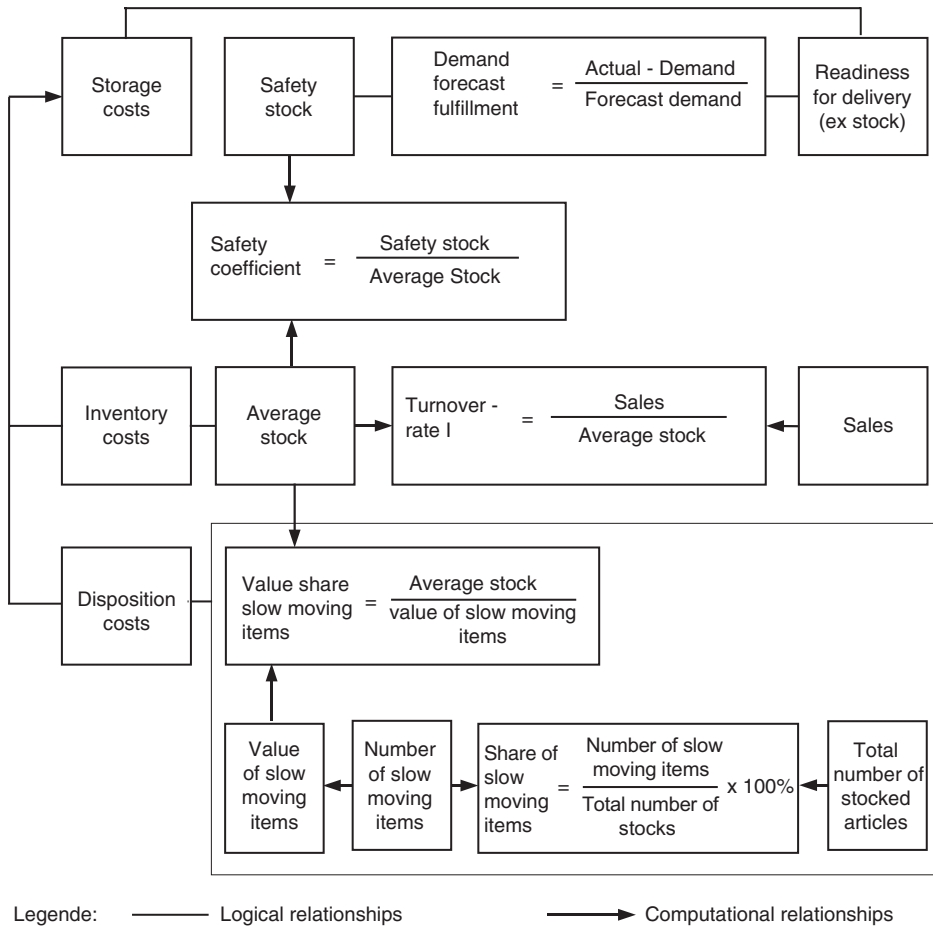 Storage
costs
Safety
stock
Demand
forecast
fulfillment
=
Actual - Demand
Forecast demand
Readiness
for delivery
(ex stock)
Safety
coefficient
=
Safety stock
Average Stock
Inventory
costs
Average
stock
Turnover -
rate I
=
Sales
Average stock
Sales
Disposition
costs
Value share
slow moving
items
=
Average stock
value of slow moving
items
Value
of slow
moving
items
Number
of slow
moving
items
Share of
slow
moving
items
=
Number of slow
moving items
Total number of
stocks
x 100%
Total
number of
stocked
articles
Legende:
Logical relationships
Computational relationships